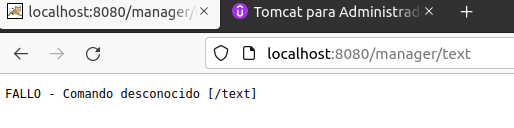 localhost:8080/manager/
Tomcat para Administrad
localhost:8080/manager/text
FALLO - Comando desconocido [/text]